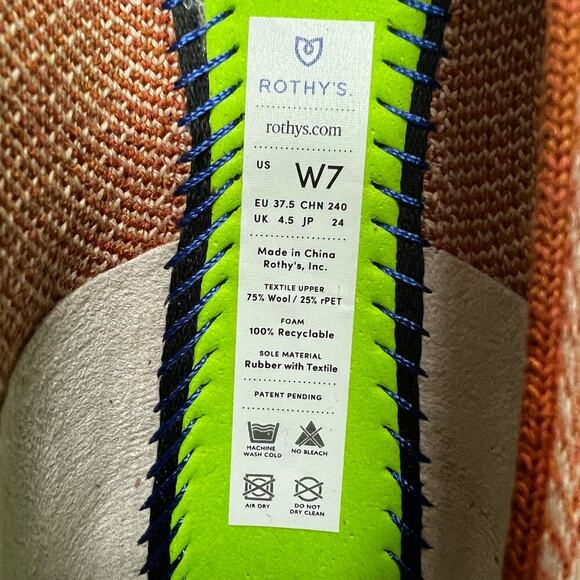 ROTHY'S.
rothys.com
US W7
EU 37.5 CHN 240
UK 4.5 JP 24
Made in China
Rothy's, Inc.
TEXTILE UPPER
75% Wool / 25% rPET
FOAM
100% Recyclable
SOLE MATERIAL
Rubber with Textile
PATENT PENDING
MACHINE WASH COLD
NO BLEACH
AIR DRY
DO NOT DRY CLEAN